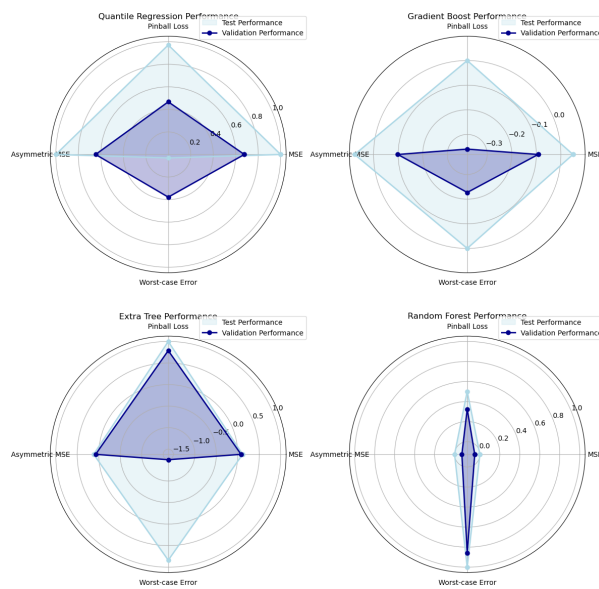 Quantile Regression Performance
Pinball Loss
Test Performance
Validation Performance
1.0
0.8
0.6
0.4
0.2
Asymmetric MSE
MSE
Worst-case Error
Gradient Boost Performance
Pinball Loss
Test Performance
Validation Performance
0.0
−0.1
−0.2
−0.3
Asymmetric MSE
Worst-case Error
Extra Tree Performance
Pinball Loss
Test Performance
Validation Performance
1.0
0.5
0.0
−1.0
−1.5
Asymmetric MSE
MSE
Worst-case Error
Random Forest Performance
Pinball Loss
Test Performance
Validation Performance
1.0
0.8
0.6
0.4
0.2
0.0
Asymmetric MSE
Worst-case Error